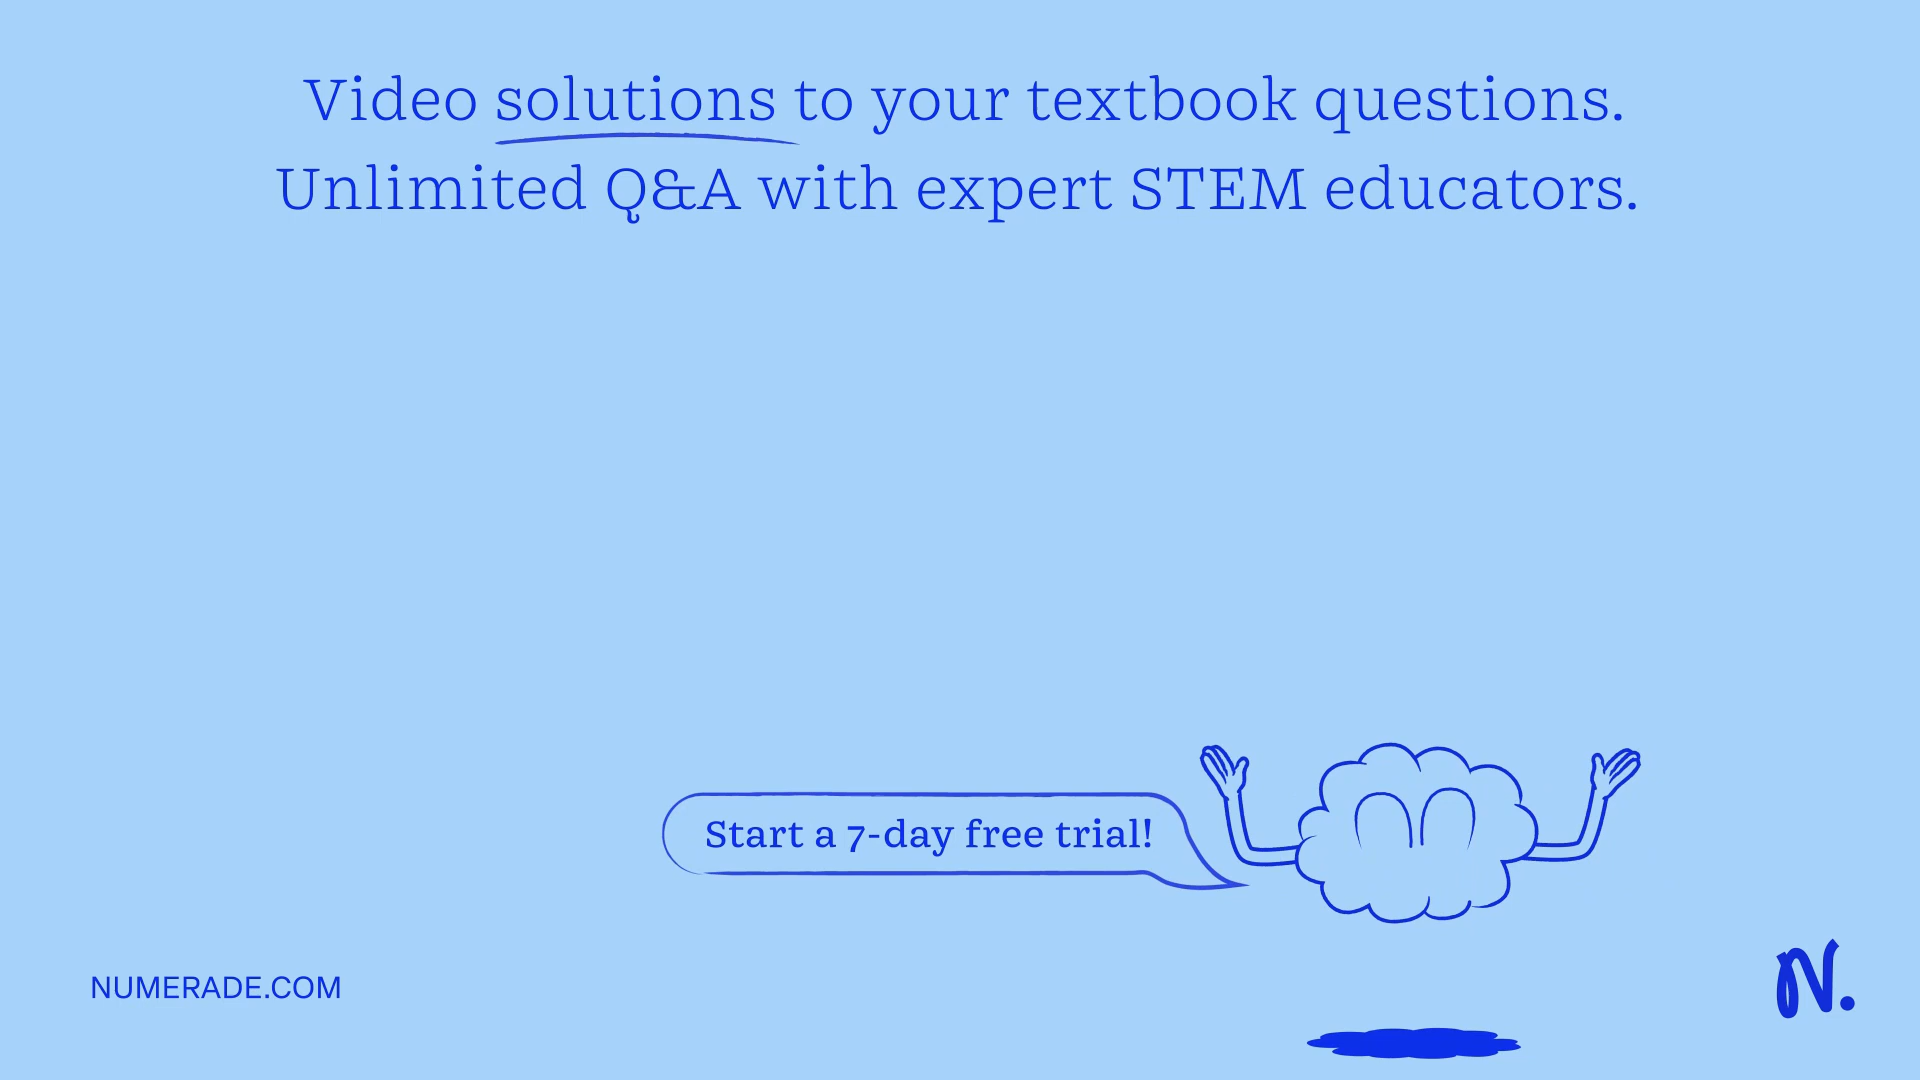 Video solutions to your textbook questions.
Unlimited Q&A with expert STEM educators.
Start a 7-day free trial!
NUMERADE.COM
N.